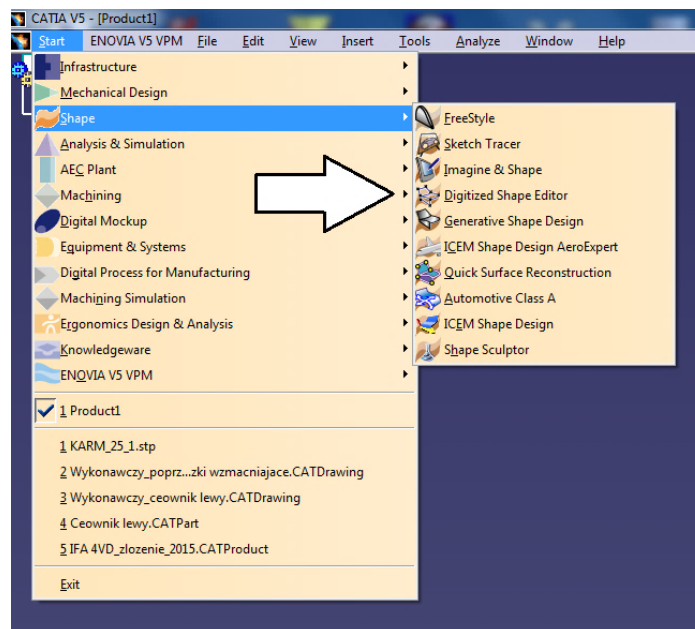 CATIA V5 - [Product1]
Start ENOVIA V5 VPM File Edit View Insert Tools Analyze Window Help
Infrastructure
Mechanical Design
Shape
Analysis & Simulation
AEC Plant
Machining
Digital Mockup
Equipment & Systems
Digital Process for Manufacturing
Machining Simulation
Ergonomics Design & Analysis
Knowledgeware
ENOVIA V5 VPM
1 Product1
1 KARM_25_1.stp
2 Wykonawczy_poprz...zki wzmacniajace.CATDrawing
3 Wykonawczy_ceownik lewy.CATDrawing
4 Ceownik lewy.CATPart
5 IFA 4VD_zlozenie_2015.CATProduct
Exit
FreeStyle
Sketch Tracer
Imagine & Shape
Digitized Shape Editor
Generative Shape Design
ICEM Shape Design AeroExpert
Quick Surface Reconstruction
Automotive Class A
ICEM Shape Design
Shape Sculptor